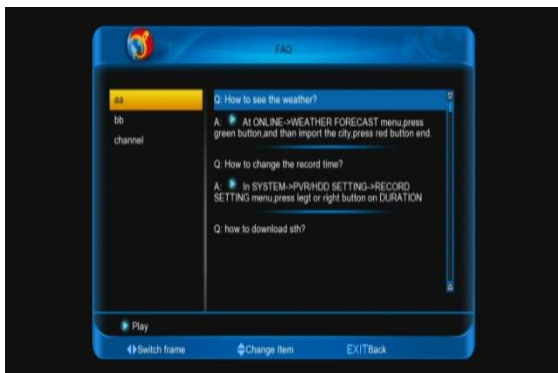 FAQ
aa
bb
channel
Q: How to see the weather?
A: At ONLINE->WEATHER FORECAST menu,press
green button,and than import the city,press red button end.
Q: How to change the record time?
A: In SYSTEM->PVR/HDD SETTING->RECORD
SETTING menu,press legt or right button on DURATION
Q: how to download sth?
Play
Switch frame
Change Item
EXITBack